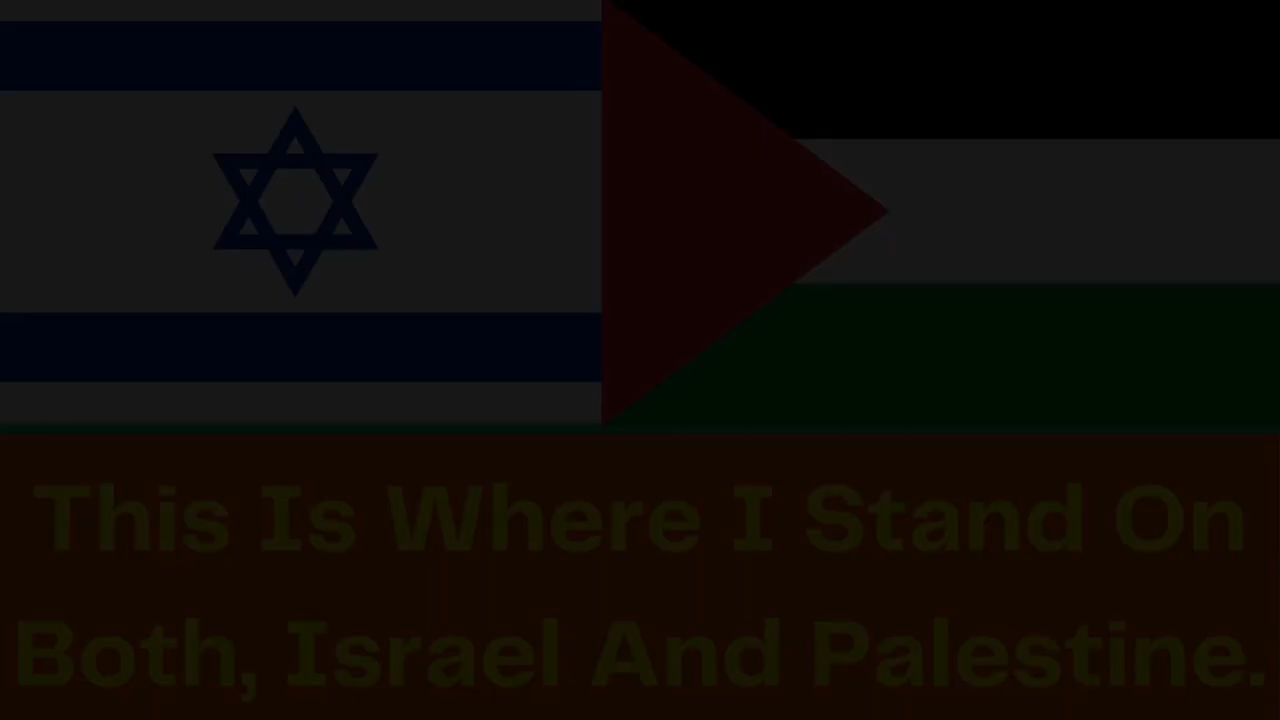 This Is Where I Stand On
Both, Israel And Palestine.